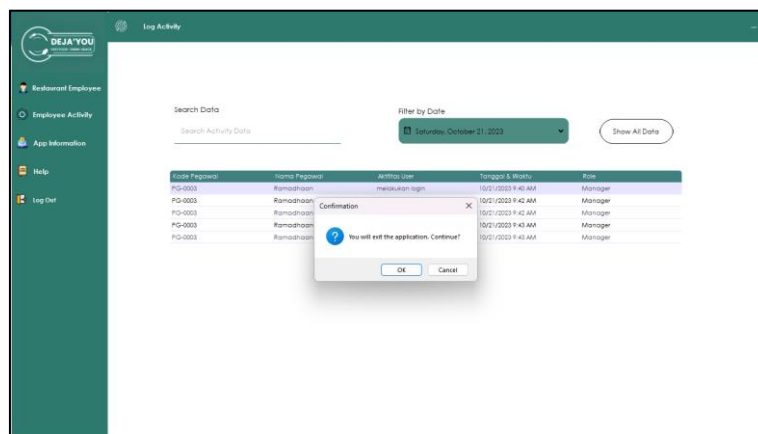 DEJA'YOU
Log Activity
Restaurant Employee
Employee Activity
App Information
Help
Log Out
Search Data
Filter by Date
Search Activity Data
Saturday, October 21, 2023
Show All Data
Kode Pegawai Nama Pegawai Aktifitas User Tanggal & Waktu Role
PG-0003 Ramadhaan melakukan login 10/21/2023 9:40 AM Manager
PG-0003 Ramadhaan 10/21/2023 9:42 AM Manager
PG-0003 Ramadhaan 10/21/2023 9:42 AM Manager
PG-0003 Ramadhaan 10/21/2023 9:43 AM Manager
PG-0003 Ramadhaan 10/21/2023 9:43 AM Manager
Confirmation
You will exit the application. Continue?
OK Cancel